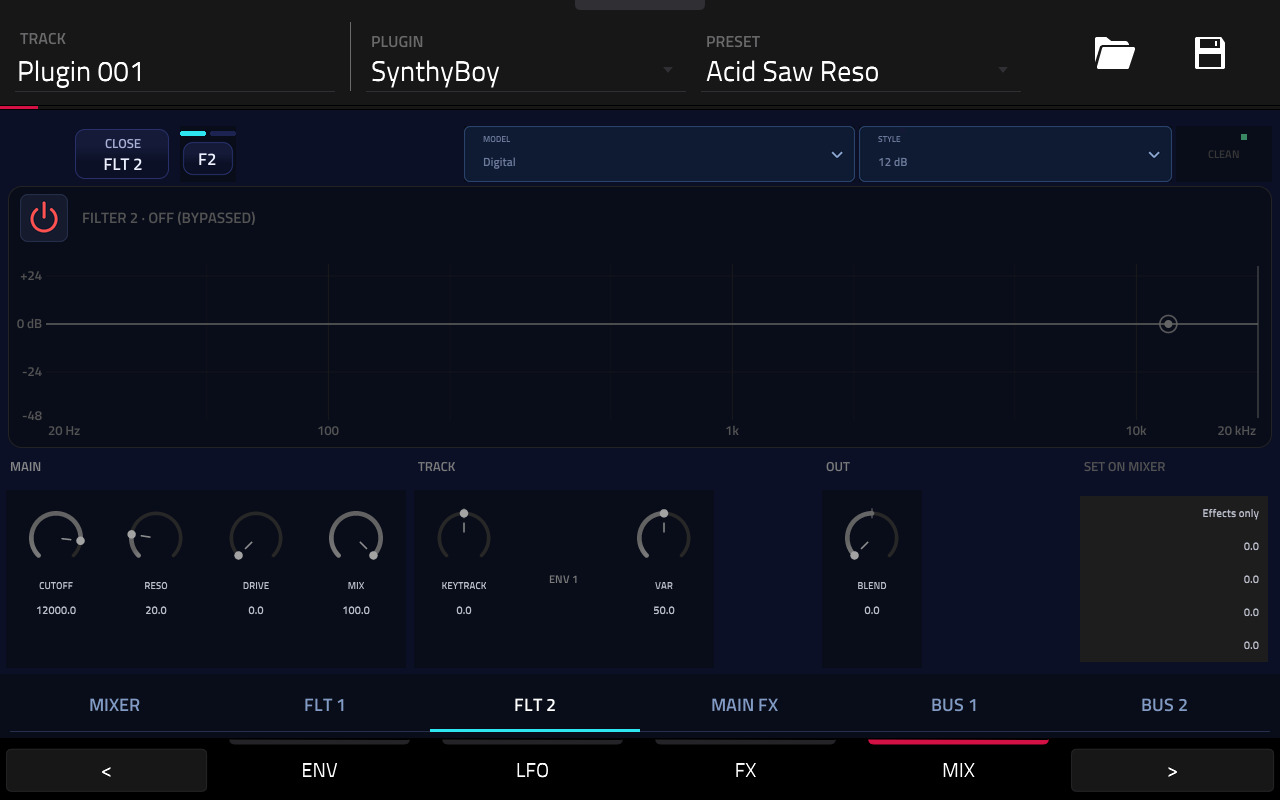 TRACK
Plugin 001
PLUGIN
SynthyBoy
PRESET
Acid Saw Reso
CLOSE
FLT 2
F2
MODEL
Digital
STYLE
12 dB
CLEAN
FILTER 2 · OFF (BYPASSED)
+24
0 dB
-24
-48
20 Hz
100
1k
10k
20 kHz
MAIN
TRACK
OUT
SET ON MIXER
CUTOFF
12000.0
RESO
20.0
DRIVE
0.0
MIX
100.0
KEYTRACK
0.0
ENV 1
VAR
50.0
BLEND
0.0
Effects only
0.0
0.0
0.0
0.0
MIXER
FLT 1
FLT 2
MAIN FX
BUS 1
BUS 2
<
ENV
LFO
FX
MIX
>